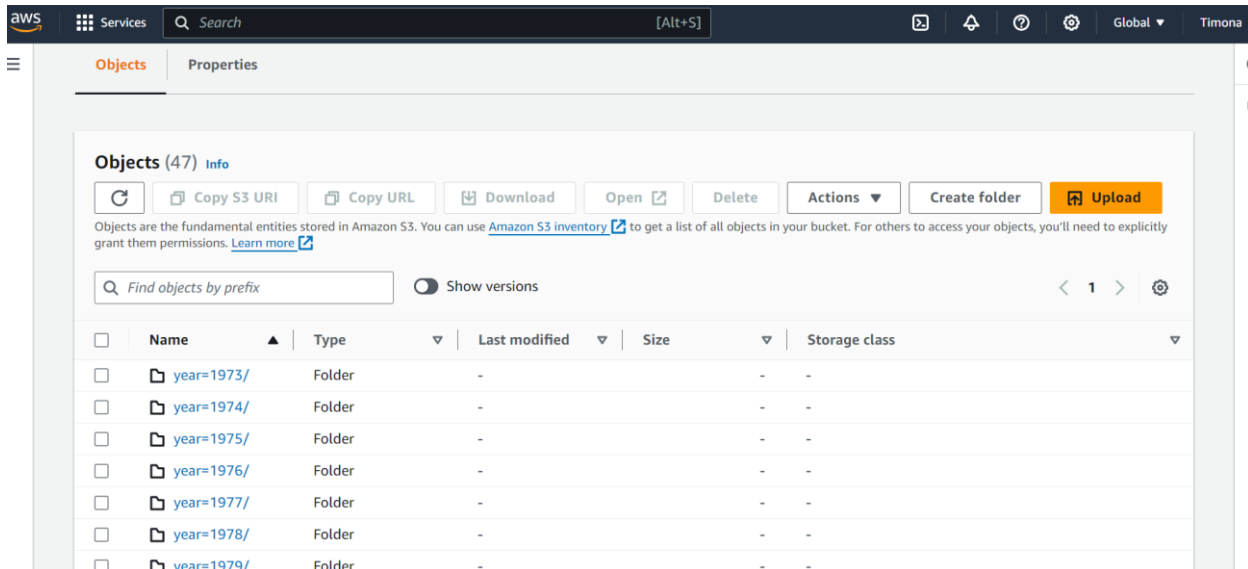 aws Services Search [Alt+S] Global ▼ Timona
Objects Properties
Objects (47) Info
Copy S3 URI Copy URL Download Open Delete Actions ▼ Create folder Upload
Objects are the fundamental entities stored in Amazon S3. You can use Amazon S3 inventory to get a list of all objects in your bucket. For others to access your objects, you'll need to explicitly
grant them permissions. Learn more
Find objects by prefix Show versions < 1 >
Name ▲ Type Last modified Size Storage class
year=1973/ Folder - - -
year=1974/ Folder - - -
year=1975/ Folder - - -
year=1976/ Folder - - -
year=1977/ Folder - - -
year=1978/ Folder - - -
year=1979/ Folder